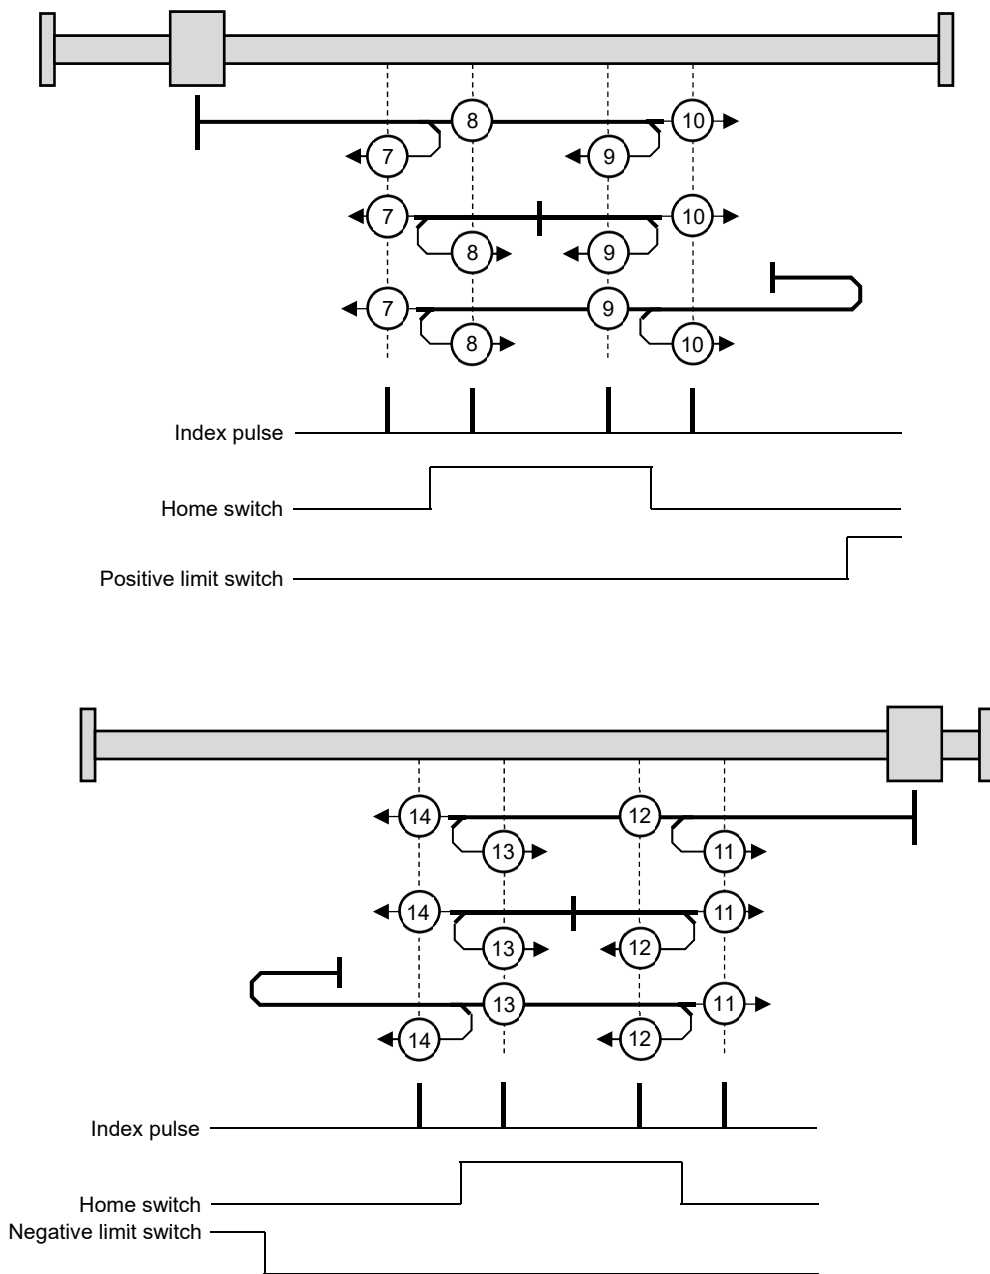 8 10
7 9
7 10
8 9
7 9
8 10
Index pulse
Home switch
Positive limit switch
14 12
13 11
14 11
13 12
13 11
14 12
Index pulse
Home switch
Negative limit switch